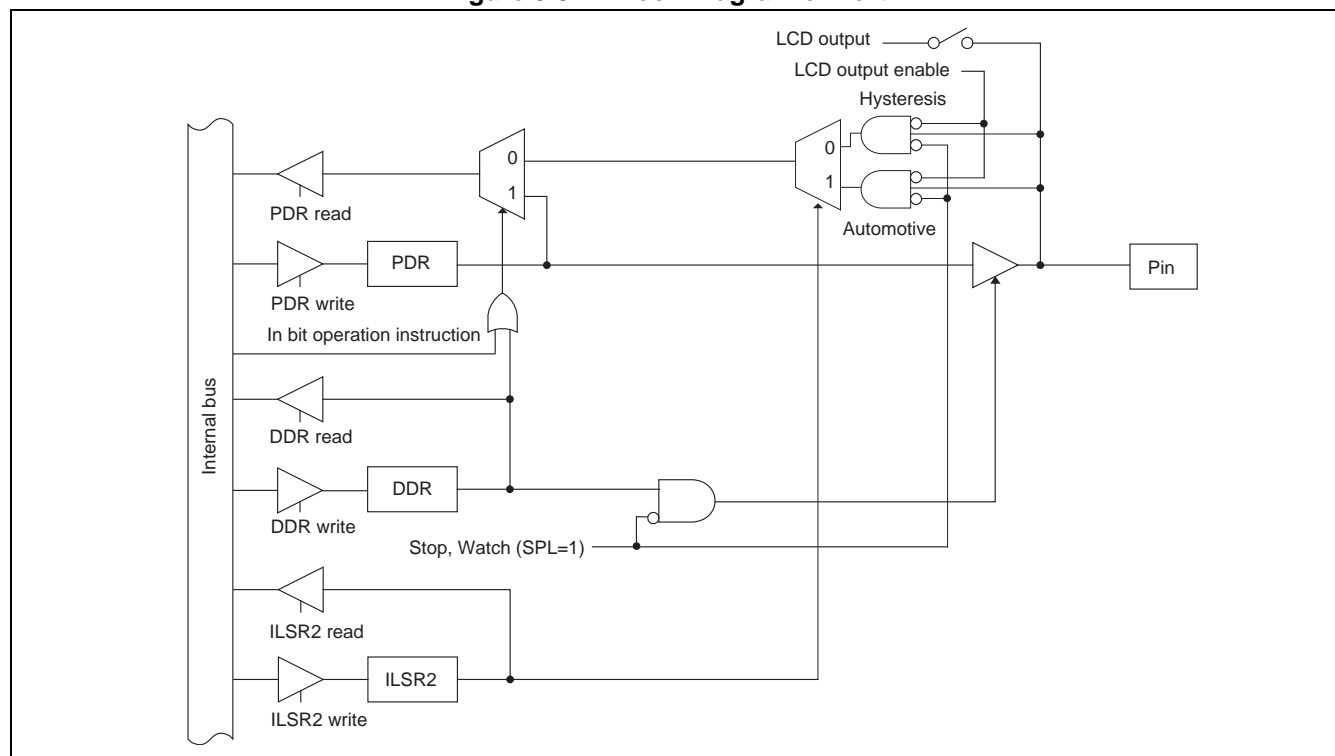 LCD output
LCD output enable
Hysteresis
0
1
0
1
PDR read
Automotive
PDR
Pin
PDR write
In bit operation instruction
Internal bus
DDR read
DDR
DDR write
Stop, Watch (SPL=1)
ILSR2 read
ILSR2
ILSR2 write